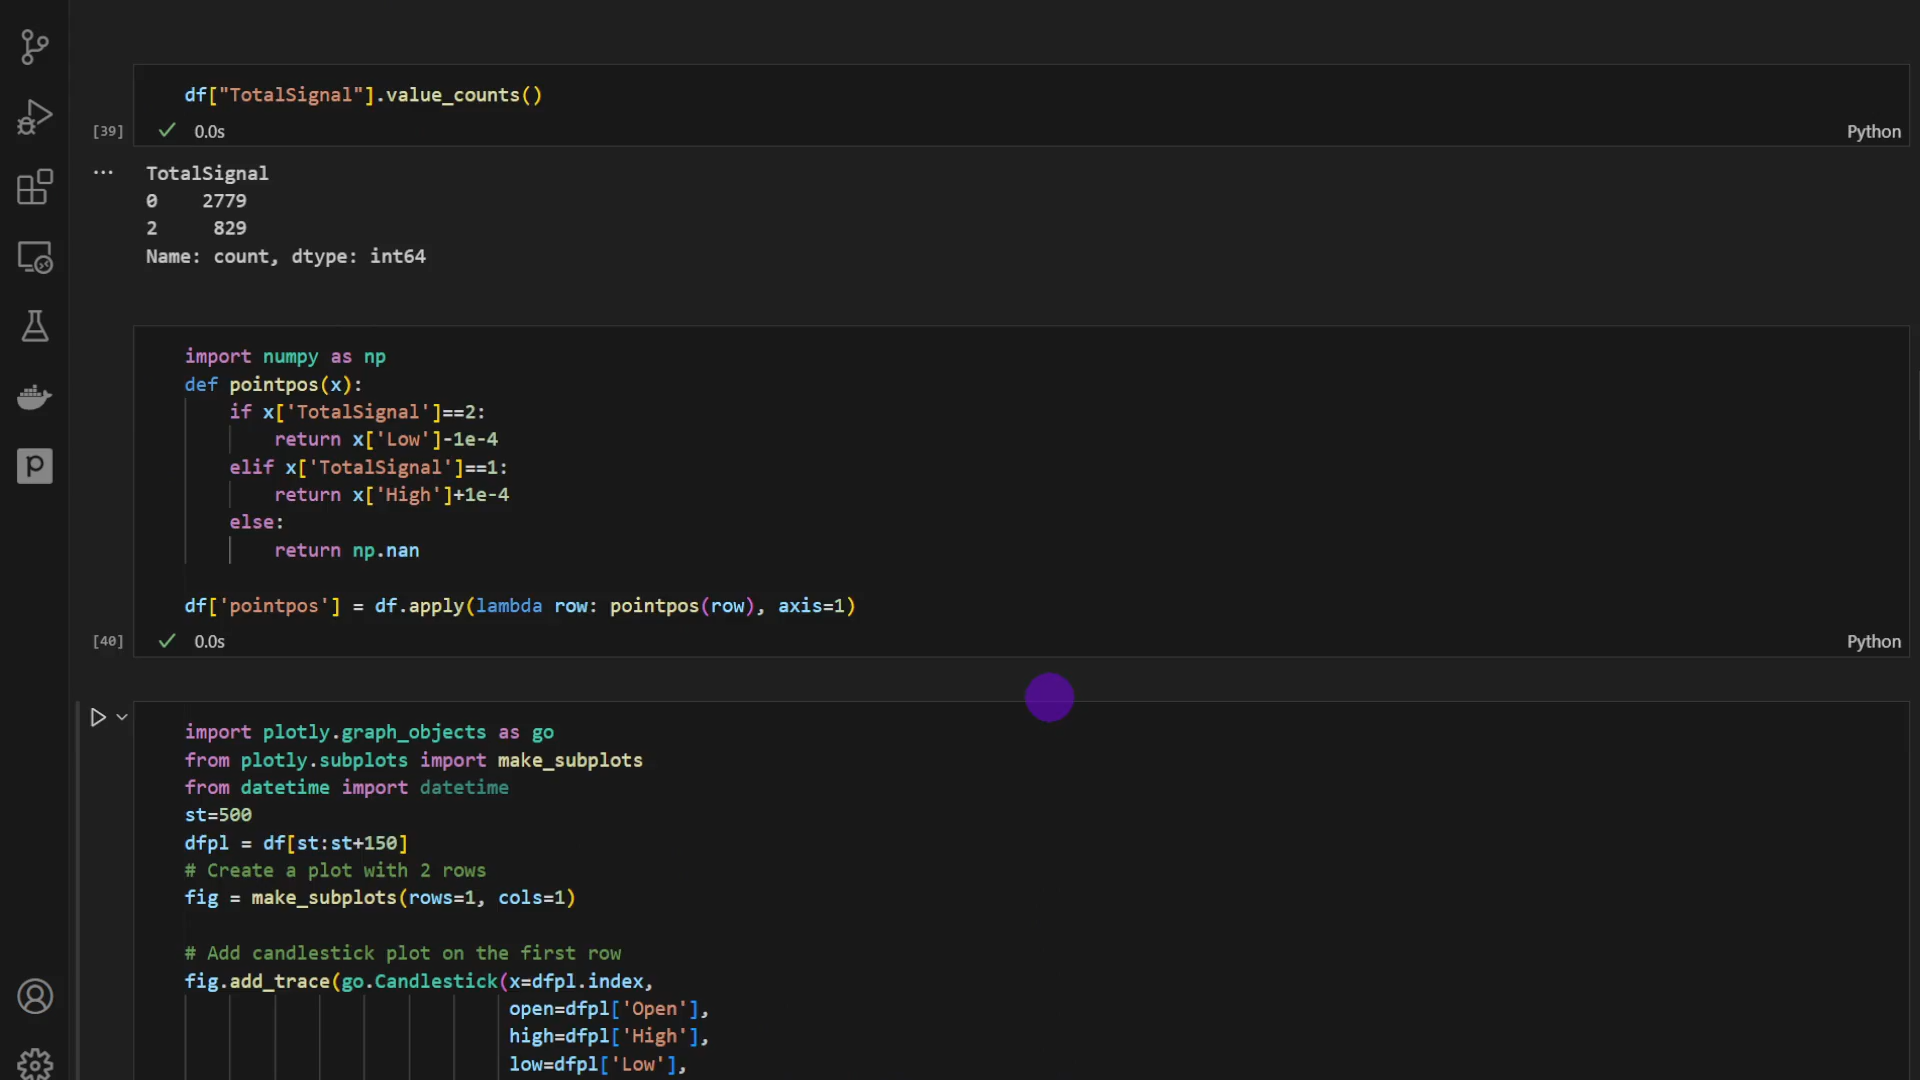 df["TotalSignal"].value_counts()
[39] 0.0s Python
... TotalSignal
0 2779
2 829
Name: count, dtype: int64
import numpy as np
def pointpos(x):
    if x['TotalSignal']==2:
        return x['Low']-1e-4
    elif x['TotalSignal']==1:
        return x['High']+1e-4
    else:
        return np.nan
df['pointpos'] = df.apply(lambda row: pointpos(row), axis=1)
[40] 0.0s Python
import plotly.graph_objects as go
from plotly.subplots import make_subplots
from datetime import datetime
st=500
dfpl = df[st:st+150]
# Create a plot with 2 rows
fig = make_subplots(rows=1, cols=1)
# Add candlestick plot on the first row
fig.add_trace(go.Candlestick(x=dfpl.index,
open=dfpl['Open'],
high=dfpl['High'],
low=dfpl['Low'],